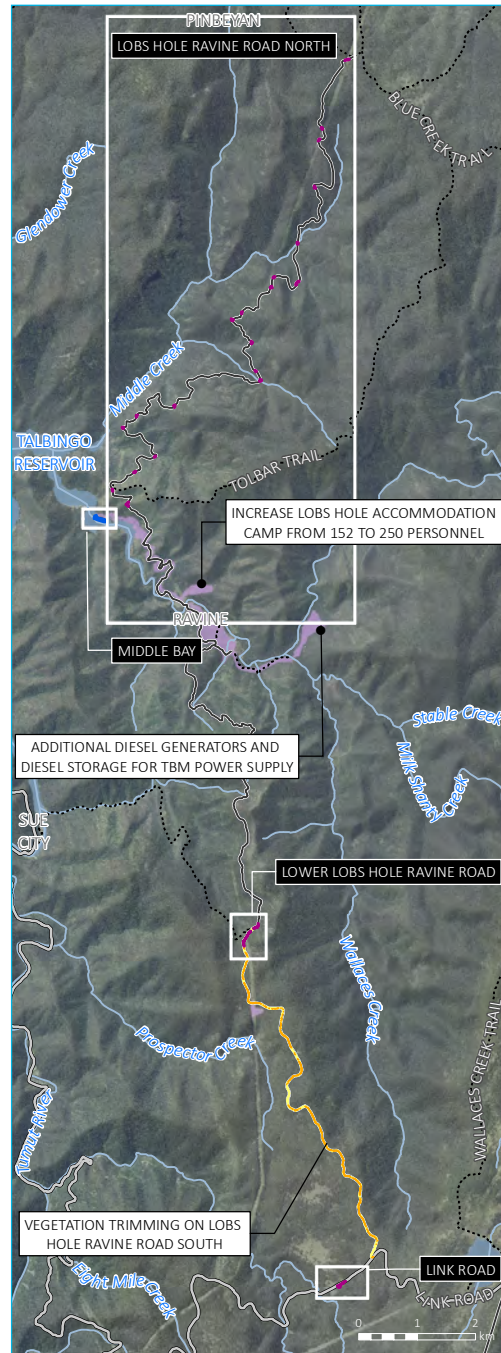 PINBEYAN
LOBS HOLE RAVINE ROAD NORTH
BLUE CREEK TRAIL
Glendower Creek
Middle Creek
TALBINGO
RESERVOIR
TOLBAR TRAIL
INCREASE LOBS HOLE ACCOMMODATION
CAMP FROM 152 TO 250 PERSONNEL
RAVINE
MIDDLE BAY
Stable Creek
ADDITIONAL DIESEL GENERATORS AND
DIESEL STORAGE FOR TBM POWER SUPPLY
Milk Shanty Creek
SUE
CITY
LOWER LOBS HOLE RAVINE ROAD
Wallaces Creek
WALLACES CREEK TRAIL
Prospector Creek
Tumut River
VEGETATION TRIMMING ON LOBS
HOLE RAVINE ROAD SOUTH
Eight Mile Creek
LINK ROAD
LINK ROAD
0 1 2
km